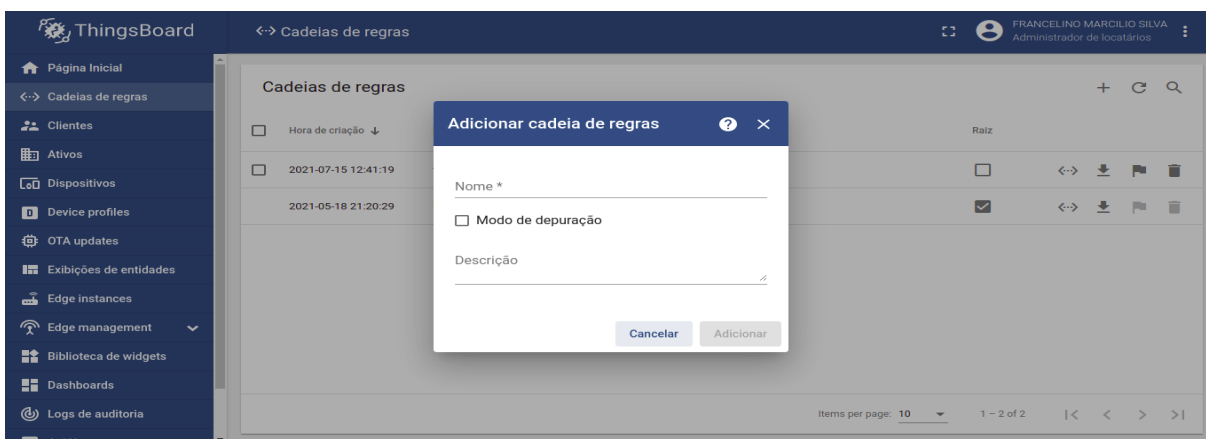 ThingsBoard
Cadeias de regras
FRANCELINO MARCILIO SILVA
Administrador de locatários
Página Inicial
Cadeias de regras
Clientes
Ativos
Dispositivos
Device profiles
OTA updates
Exibições de entidades
Edge instances
Edge management
Biblioteca de widgets
Dashboards
Logs de auditoria
Cadeias de regras
Hora de criação
Raiz
2021-07-15 12:41:19
2021-05-18 21:20:29
Adicionar cadeia de regras
Nome *
Modo de depuração
Descrição
Cancelar Adicionar
Items per page: 10 1 – 2 of 2